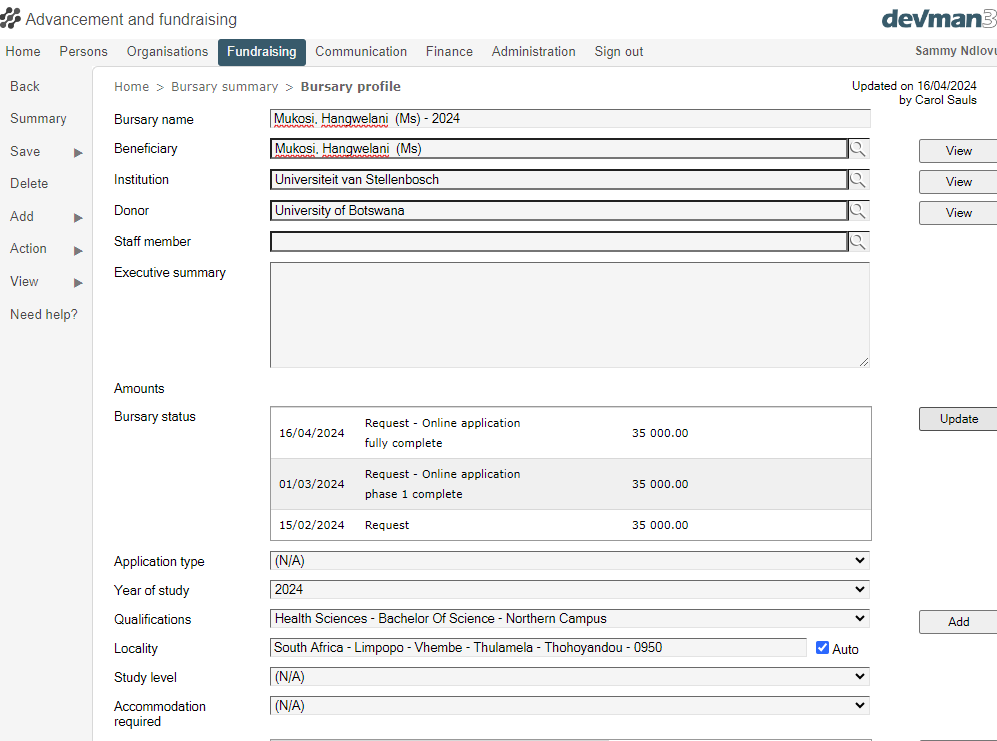 Advancement and fundraising
devman3
Home Persons Organisations Fundraising Communication Finance Administration Sign out
Sammy Ndlovu
Back
Summary
Save
Delete
Add
Action
View
Need help?
Home > Bursary summary > Bursary profile
Updated on 16/04/2024
by Carol Sauls
Bursary name Mukosi, Hangwelani (Ms) - 2024
Beneficiary Mukosi, Hangwelani (Ms) View
Institution Universiteit van Stellenbosch View
Donor University of Botswana View
Staff member
Executive summary
Amounts
Bursary status Update
16/04/2024 Request - Online application fully complete 35 000.00
01/03/2024 Request - Online application phase 1 complete 35 000.00
15/02/2024 Request 35 000.00
Application type (N/A)
Year of study 2024
Qualifications Health Sciences - Bachelor Of Science - Northern Campus Add
Locality South Africa - Limpopo - Vhembe - Thulamela - Thohoyandou - 0950 Auto
Study level (N/A)
Accommodation required (N/A)